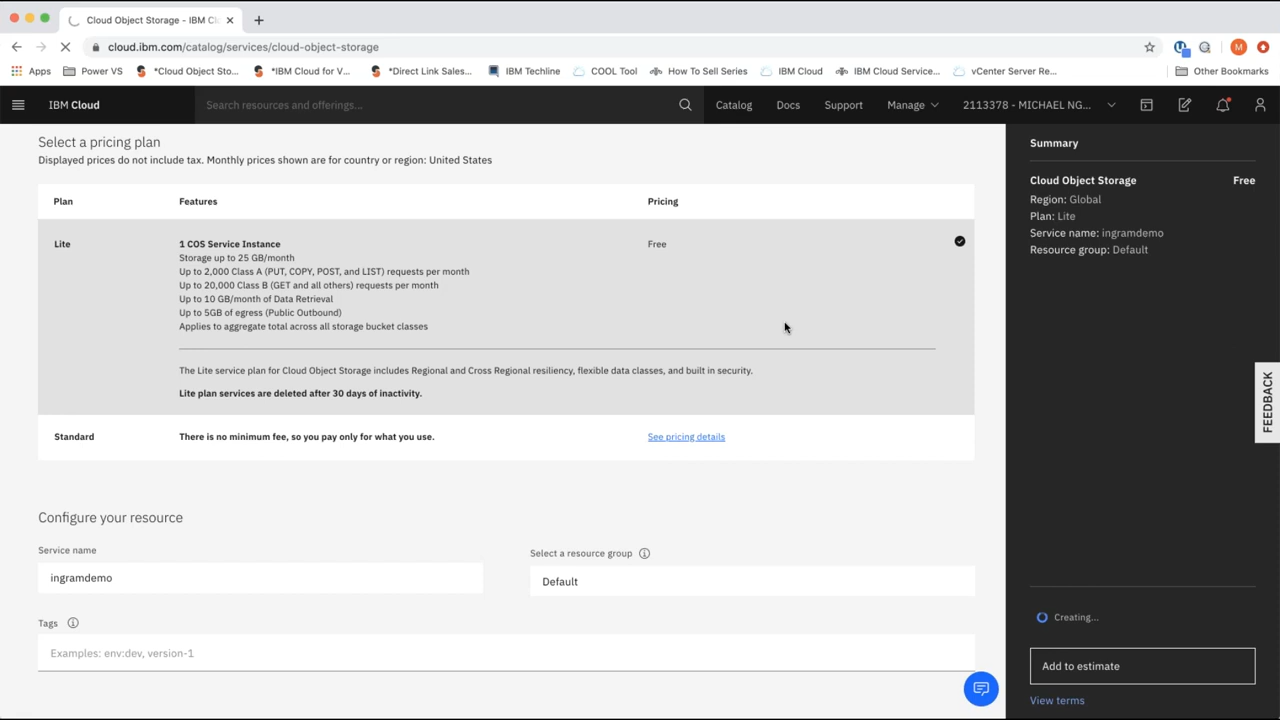 Cloud Object Storage - IBM Cl
cloud.ibm.com/catalog/services/cloud-object-storage
M
Apps
Power VS
*Cloud Object Sto...
*IBM Cloud for V...
*Direct Link Sales...
IBM Techline
COOL Tool
How To Sell Series
IBM Cloud
IBM Cloud Service...
vCenter Server Re...
Other Bookmarks
IBM Cloud
Search resources and offerings...
Catalog
Docs
Support
Manage
2113378 - MICHAEL NG...
Select a pricing plan
Displayed prices do not include tax. Monthly prices shown are for country or region: United States
Plan
Features
Pricing
Lite
1 COS Service Instance
Free
Storage up to 25 GB/month
Up to 2,000 Class A (PUT, COPY, POST, and LIST) requests per month
Up to 20,000 Class B (GET and all others) requests per month
Up to 10 GB/month of Data Retrieval
Up to 5GB of egress (Public Outbound)
Applies to aggregate total across all storage bucket classes
The Lite service plan for Cloud Object Storage includes Regional and Cross Regional resiliency, flexible data classes, and built in security.
Lite plan services are deleted after 30 days of inactivity.
Standard
There is no minimum fee, so you pay only for what you use.
See pricing details
Configure your resource
Service name
ingramdemo
Select a resource group
Default
Tags
Examples: env:dev, version-1
Summary
Cloud Object Storage
Free
Region: Global
Plan: Lite
Service name: ingramdemo
Resource group: Default
FEEDBACK
Creating...
Add to estimate
View terms